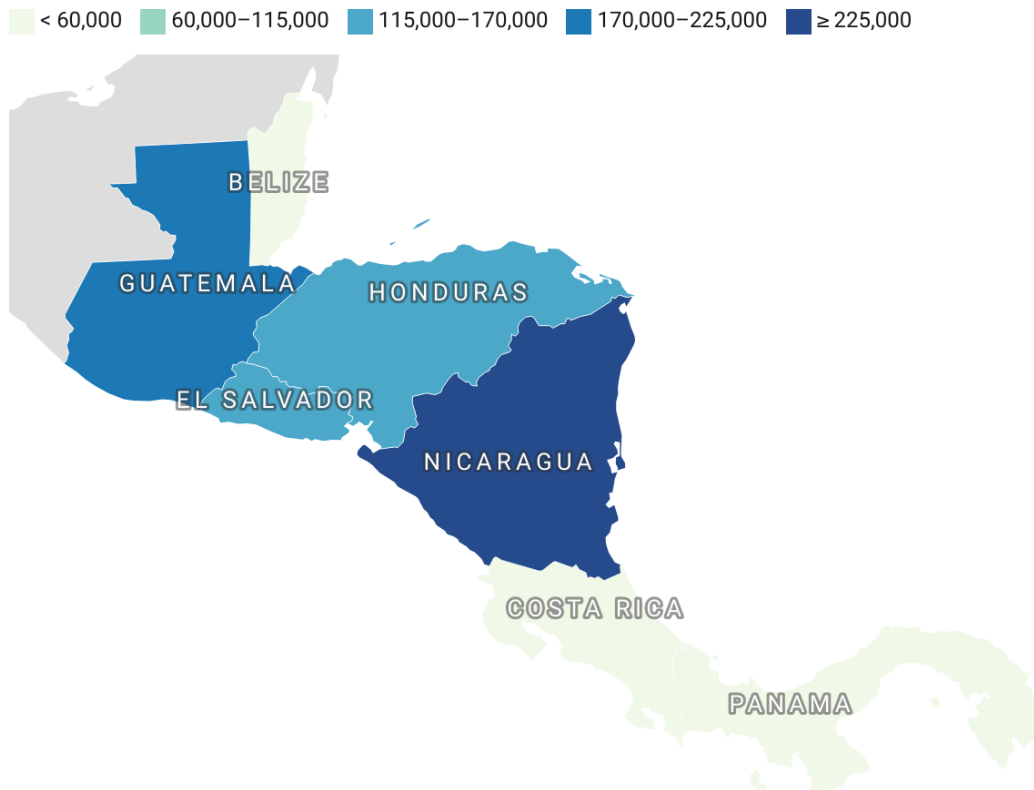 < 60,000 60,000–115,000 115,000–170,000 170,000–225,000 ≥ 225,000
BELIZE
GUATEMALA
HONDURAS
EL SALVADOR
NICARAGUA
COSTA RICA
PANAMA